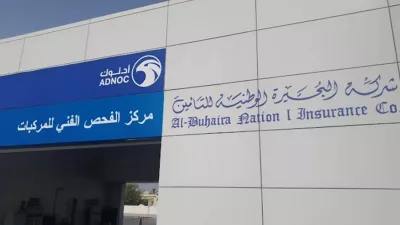 أدنوك
ADNOC
مركز الفحص الفني للمركبات
شركة البحيرة الوطنية للتأمين
Al-Buhaira Nation l Insurance Co.